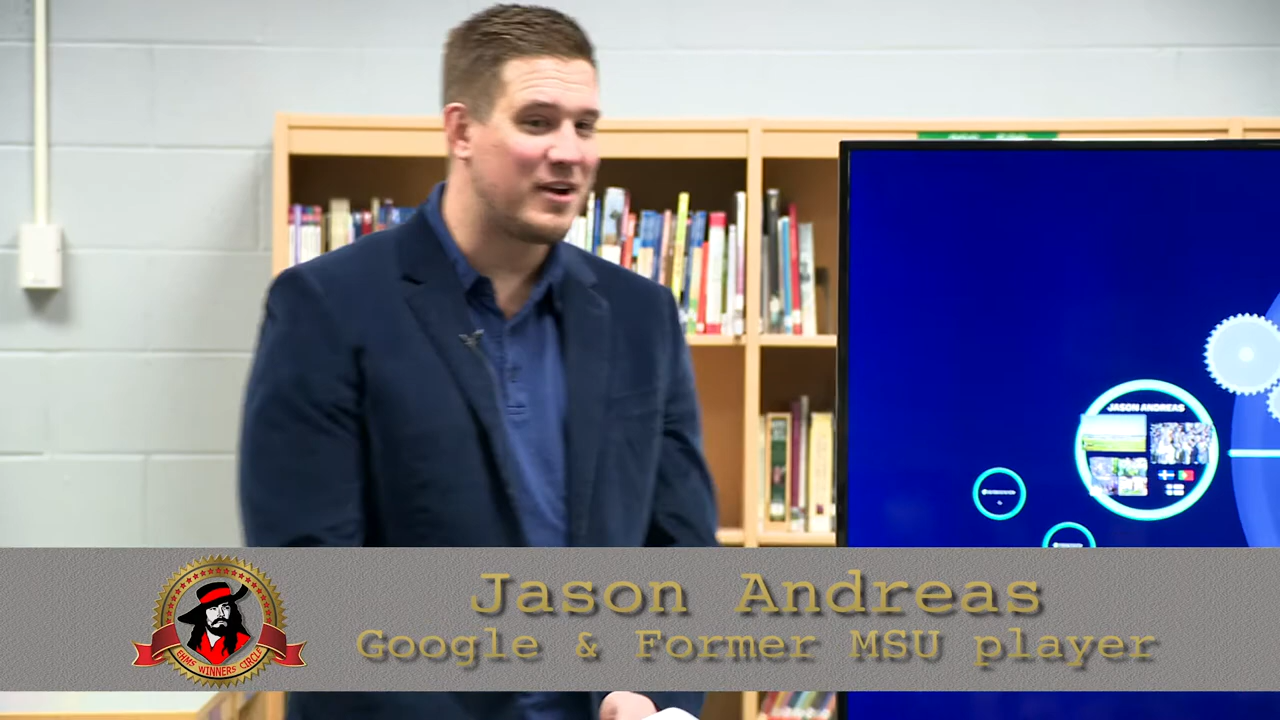 JASON ANDREAS
Jason Andreas
Google & Former MSU player
EHMS WINNERS CIRCLE